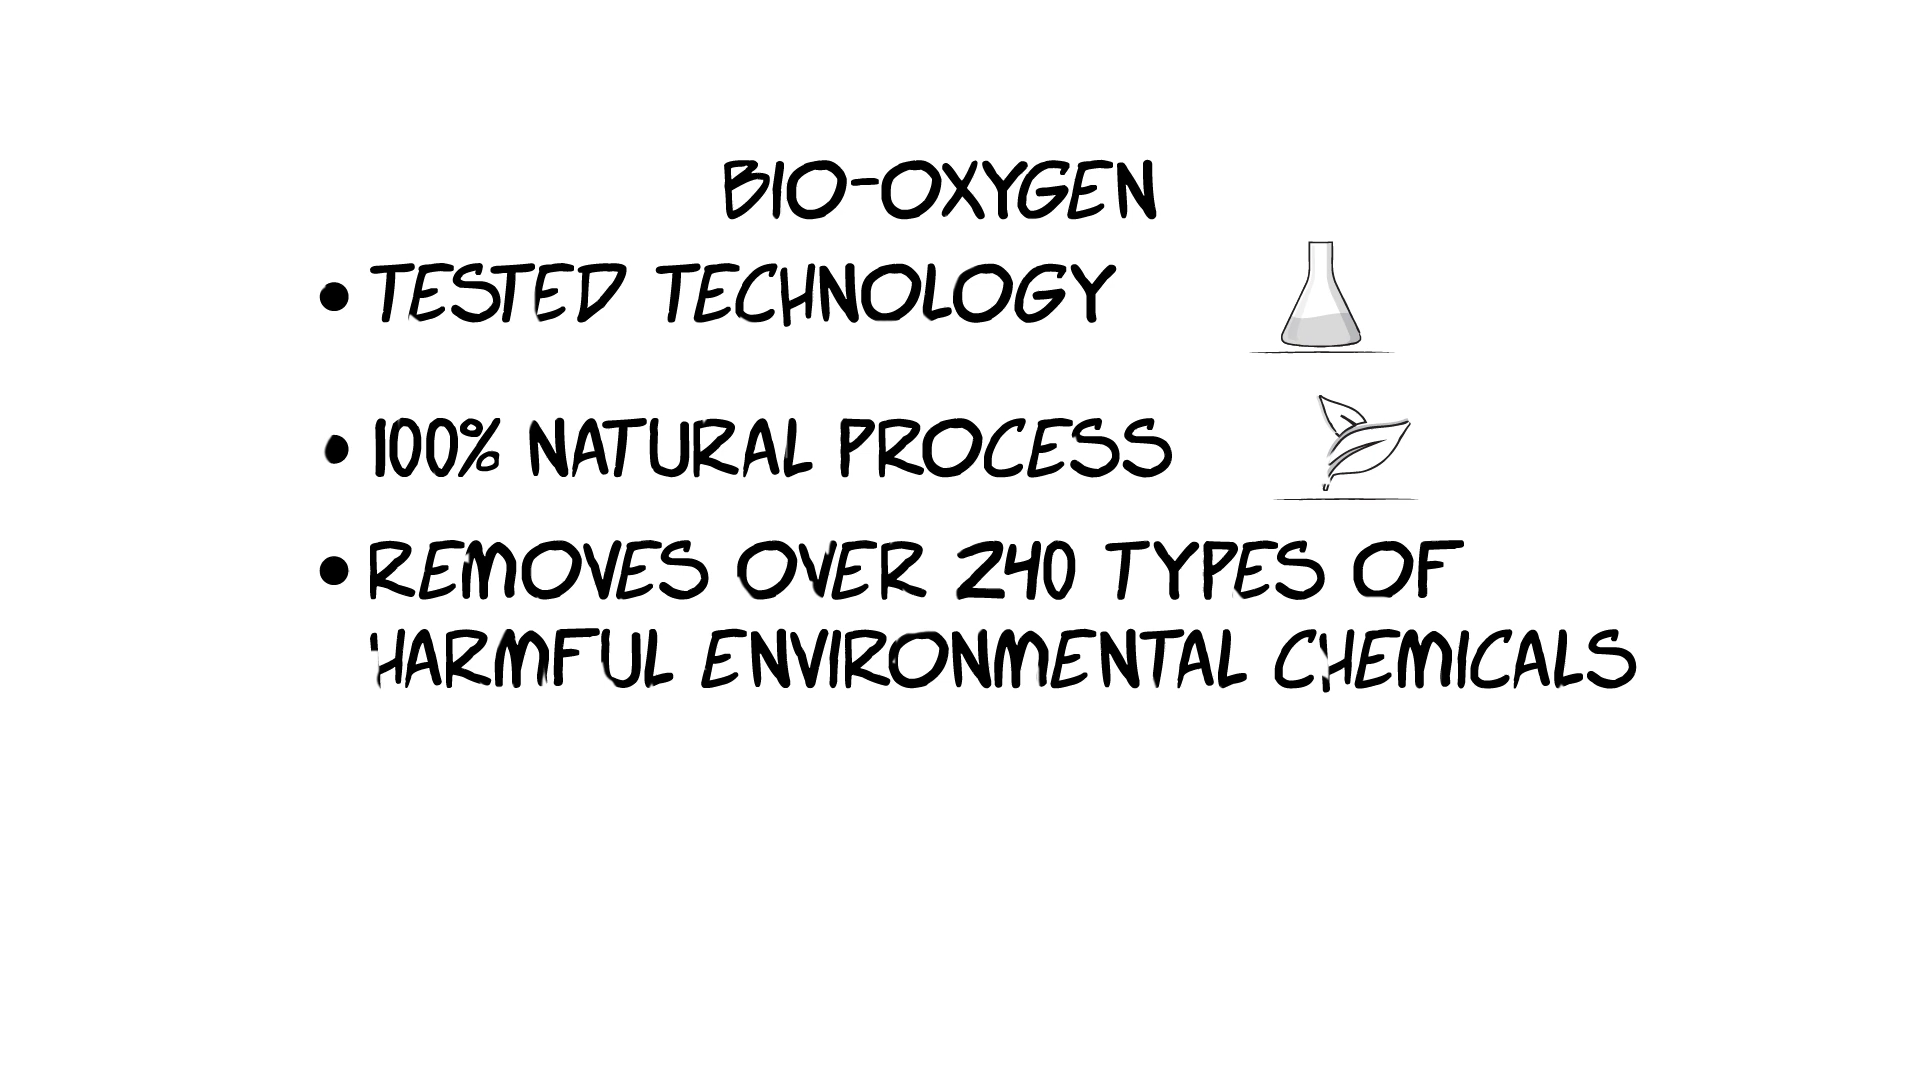 BIO-OXYGEN
• TESTED TECHNOLOGY
• 100% NATURAL PROCESS
• REMOVES OVER 240 TYPES OF
HARMFUL ENVIRONMENTAL CHEMICALS